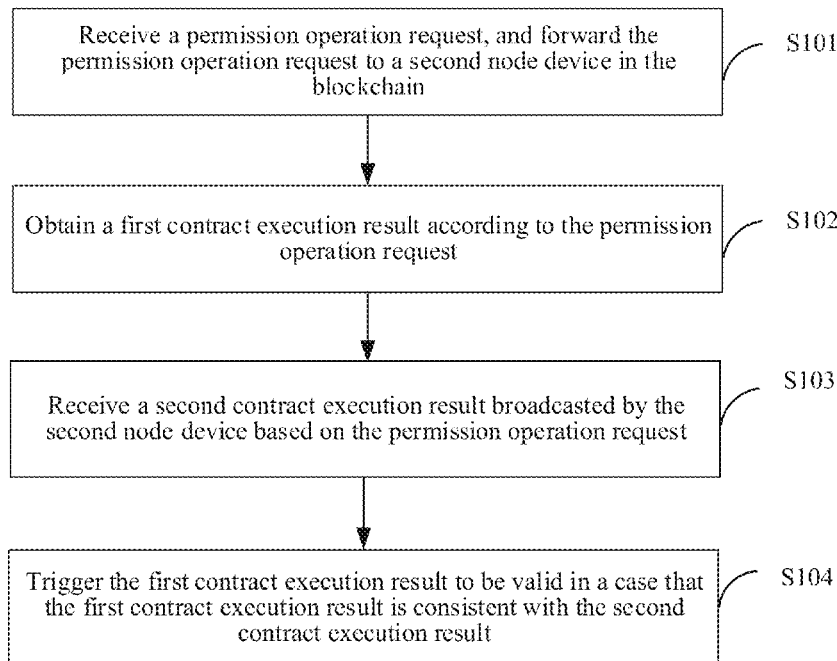 Receive a permission operation request, and forward the
permission operation request to a second node device in the
blockchain
S101
Obtain a first contract execution result according to the permission
operation request
S102
Receive a second contract execution result broadcasted by the
second node device based on the permission operation request
S103
Trigger the first contract execution result to be valid in a case that
the first contract execution result is consistent with the second
contract execution result
S104